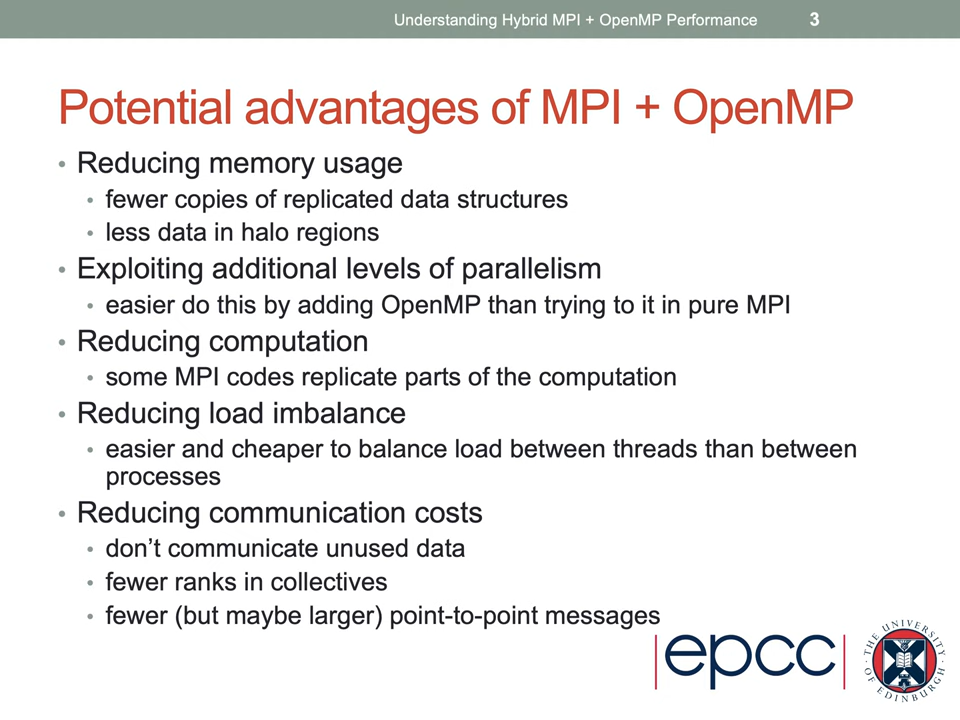 Understanding Hybrid MPI + OpenMP Performance 3
Potential advantages of MPI + OpenMP
• Reducing memory usage
• fewer copies of replicated data structures
• less data in halo regions
• Exploiting additional levels of parallelism
• easier do this by adding OpenMP than trying to it in pure MPI
• Reducing computation
• some MPI codes replicate parts of the computation
• Reducing load imbalance
• easier and cheaper to balance load between threads than between
processes
• Reducing communication costs
• don’t communicate unused data
• fewer ranks in collectives
• fewer (but maybe larger) point-to-point messages
epcc
THE UNIVERSITY OF EDINBURGH